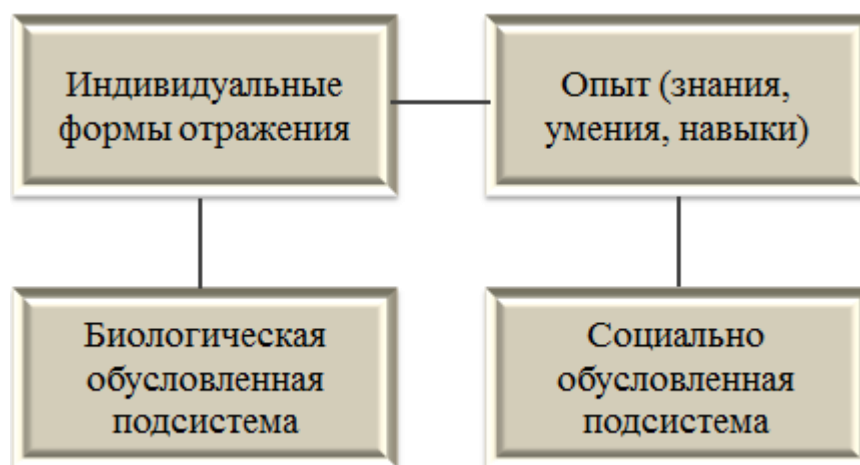 Индивидуальные
формы отражения
Опыт (знания,
умения, навыки)
Биологическая
обусловленная
подсистема
Социально
обусловленная
подсистема